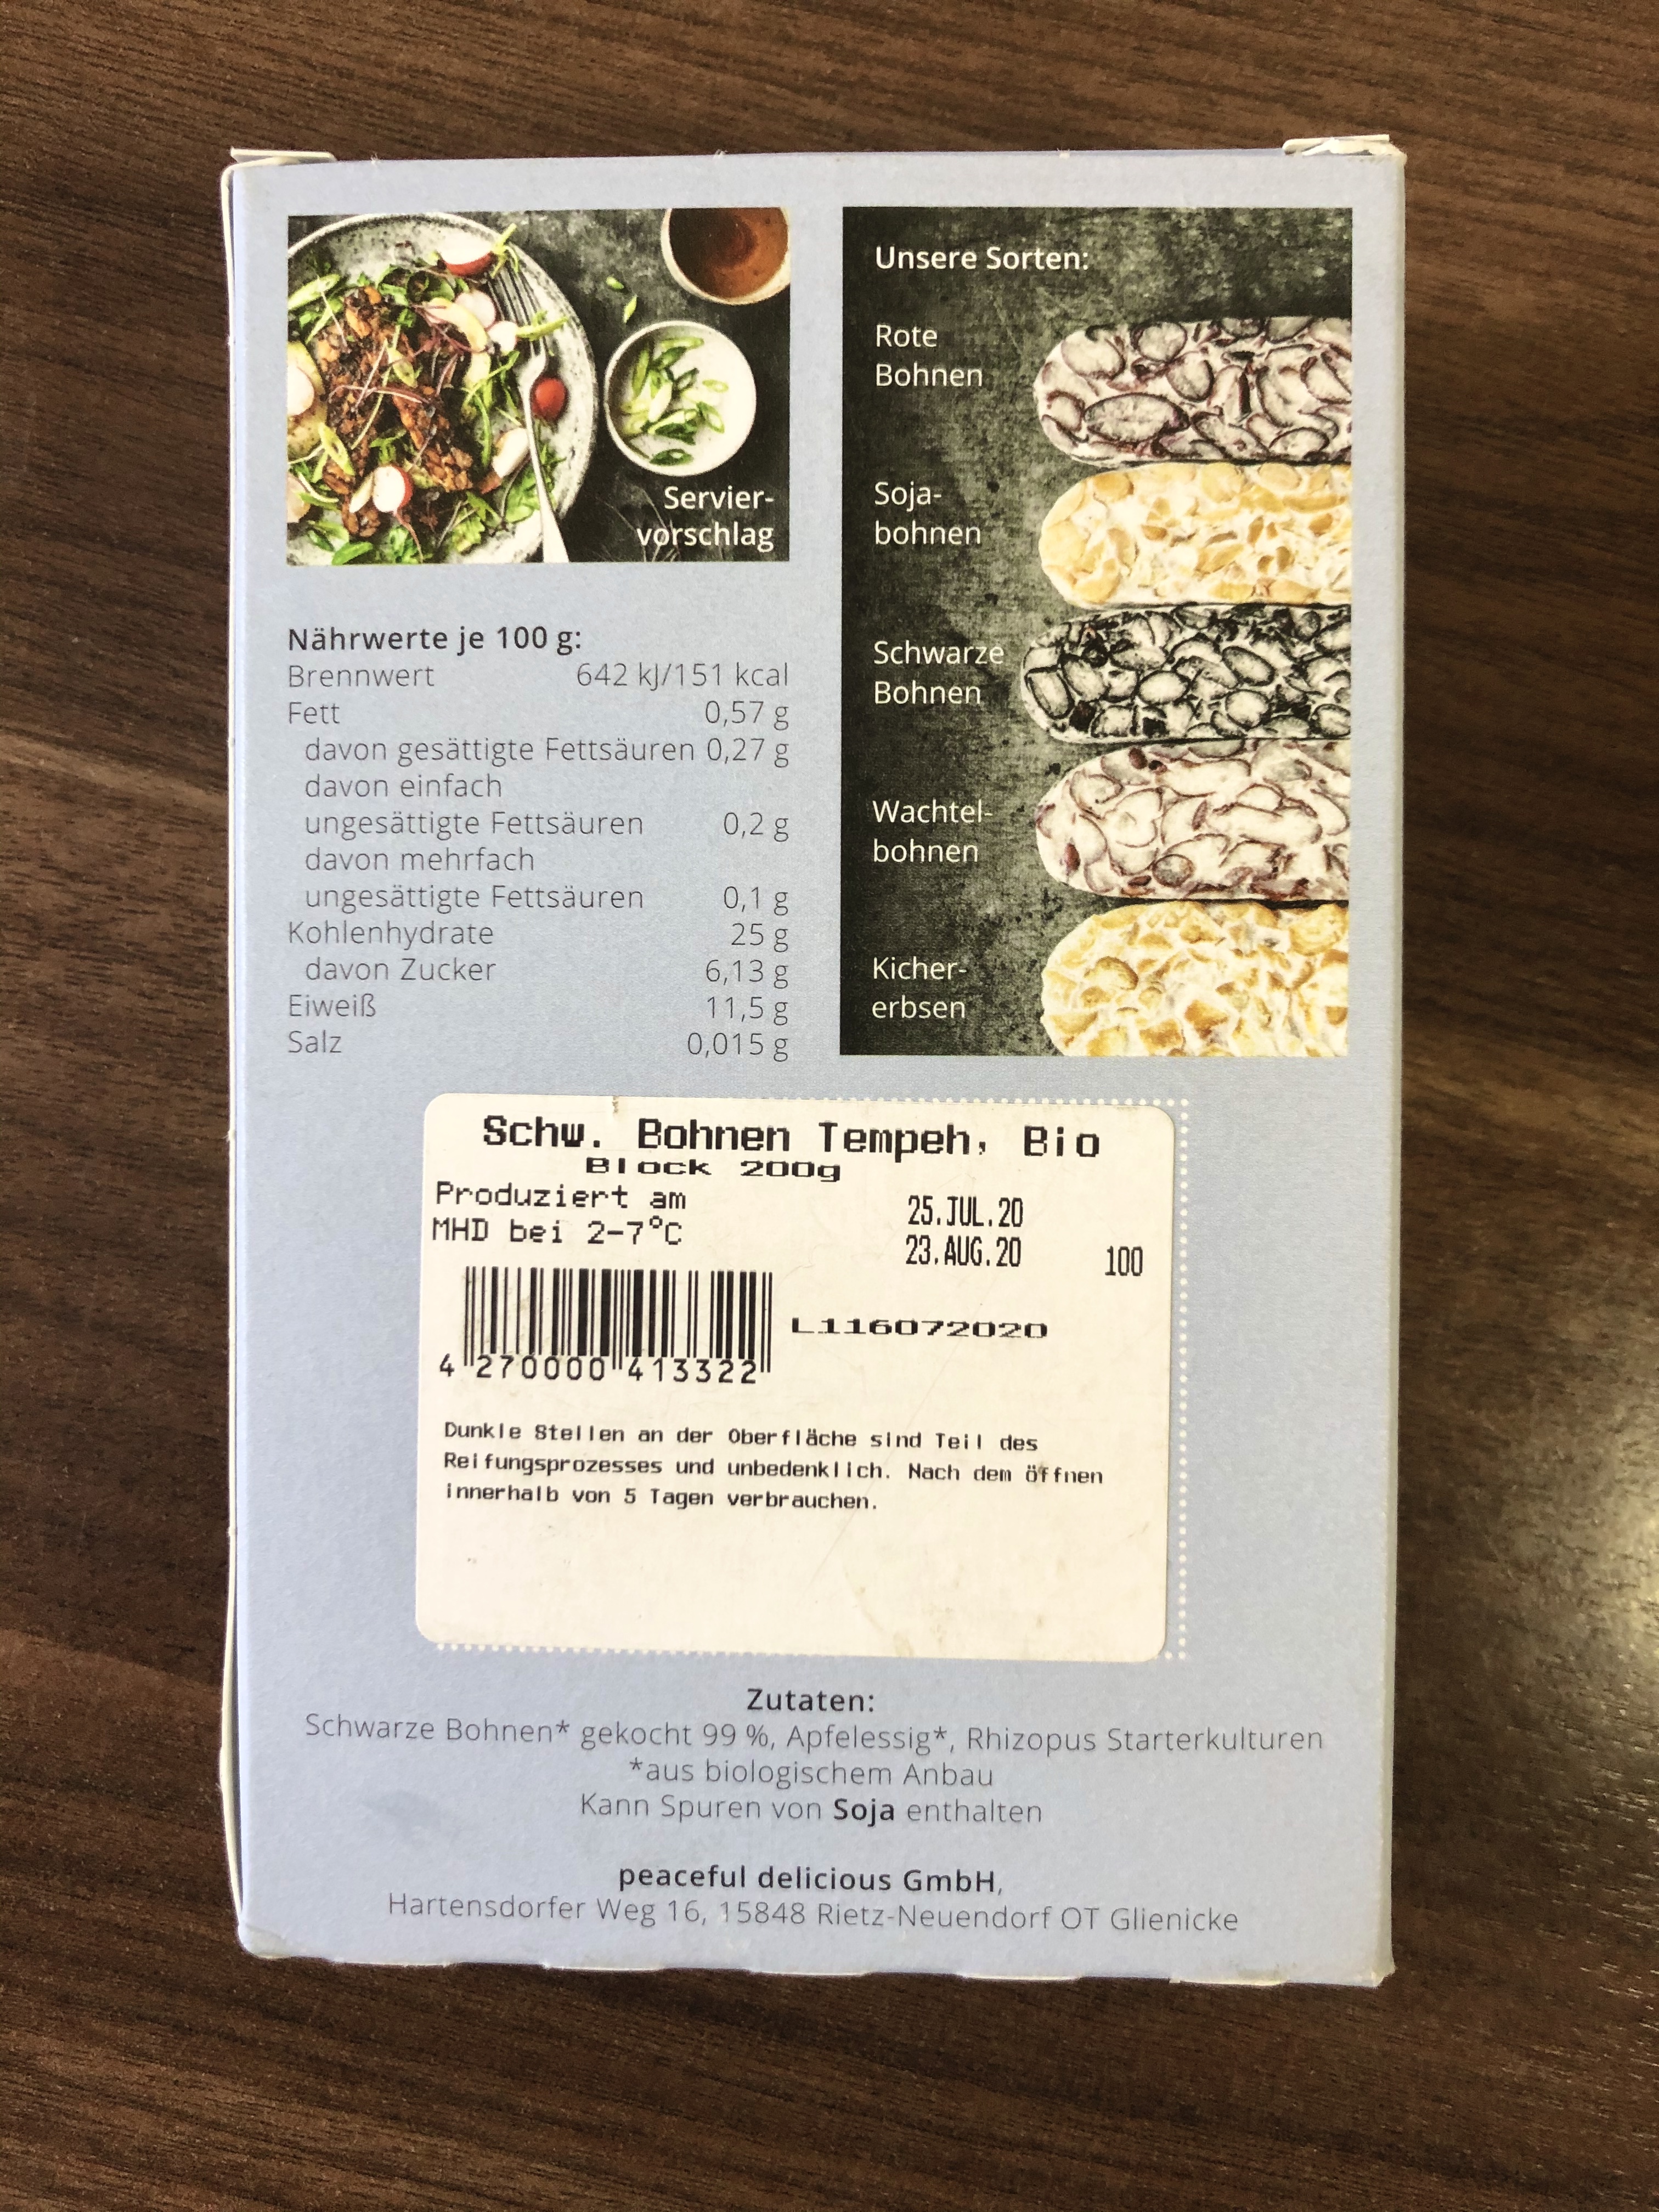 Servier-
vorschlag
Unsere Sorten:
Rote
Bohnen
Soja-
bohnen
Schwarze
Bohnen
Wachtel-
bohnen
Kicher-
erbsen
Nährwerte je 100 g:
Brennwert 642 kJ/151 kcal
Fett 0,57 g
davon gesättigte Fettsäuren 0,27 g
davon einfach
ungesättigte Fettsäuren 0,2 g
davon mehrfach
ungesättigte Fettsäuren 0,1 g
Kohlenhydrate 25 g
davon Zucker 6,13 g
Eiweiß 11,5 g
Salz 0,015 g
Schw. Bohnen Tempeh, Bio
Block 200g
Produziert am 25.JUL.20
MHD bei 2-7°C 23.AUG.20 100
L116072020
4 270000 413322
Dunkle Stellen an der Oberfläche sind Teil des
Reifungsprozesses und unbedenklich. Nach dem öffnen
innerhalb von 5 Tagen verbrauchen.
Zutaten:
Schwarze Bohnen* gekocht 99 %, Apfelessig*, Rhizopus Starterkulturen
*aus biologischem Anbau
Kann Spuren von Soja enthalten
peaceful delicious GmbH,
Hartensdorfer Weg 16, 15848 Rietz-Neuendorf OT Glienicke